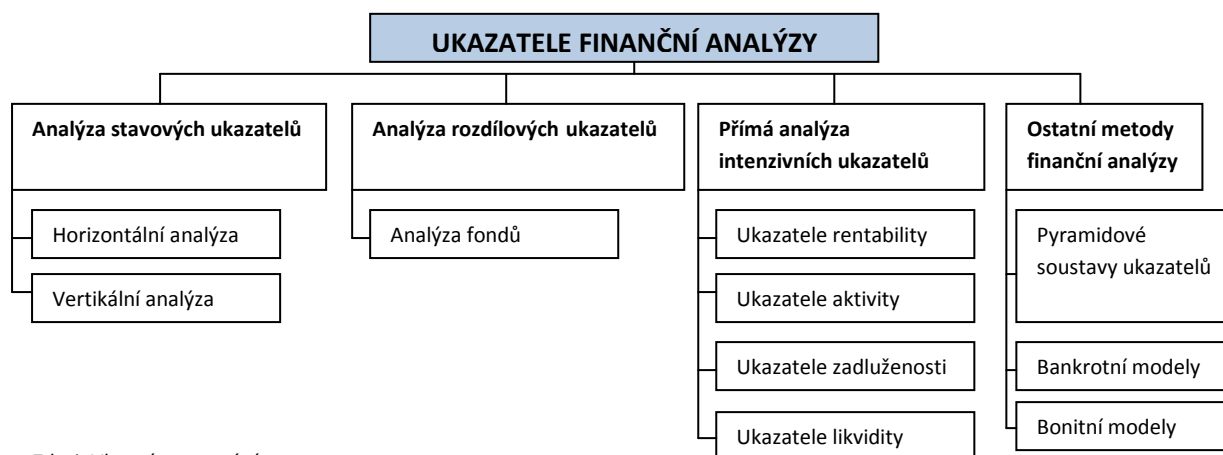 UKAZATELE FINANČNÍ ANALÝZY
Analýza stavových ukazatelů
Horizontální analýza
Vertikální analýza
Analýza rozdílových ukazatelů
Analýza fondů
Přímá analýza
intenzivních ukazatelů
Ukazatele rentability
Ukazatele aktivity
Ukazatele zadluženosti
Ukazatele likvidity
Ostatní metody
finanční analýzy
Pyramidové
soustavy ukazatelů
Bankrotní modely
Bonitní modely